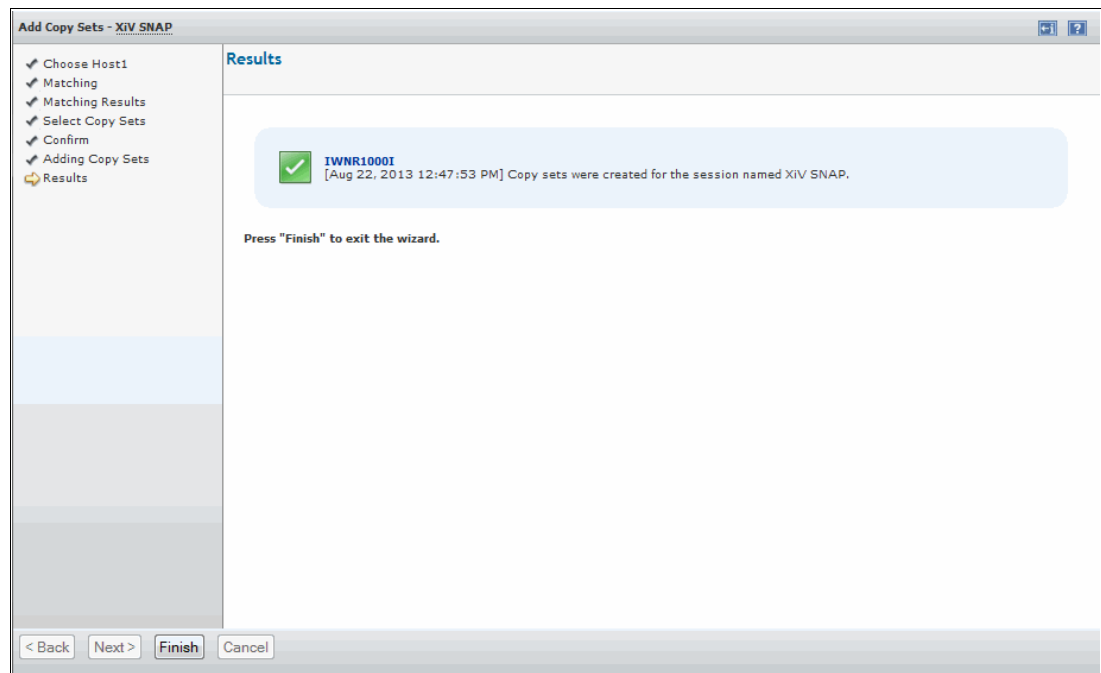 Add Copy Sets - XiV SNAP
?
Choose Host1
Matching
Matching Results
Select Copy Sets
Confirm
Adding Copy Sets
Results
Results
IWNR1000I
[Aug 22, 2013 12:47:53 PM] Copy sets were created for the session named XiV SNAP.
Press "Finish" to exit the wizard.
< Back Next > Finish Cancel